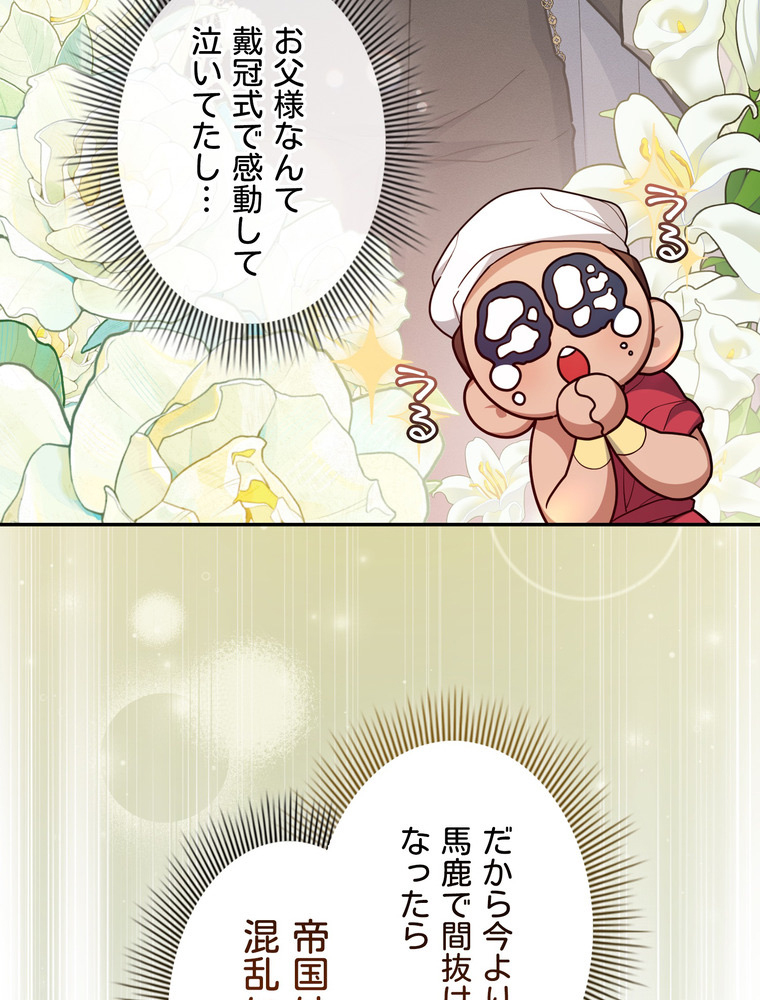 お父様なんて
戴冠式で感動して
泣いてたし…
うる
うる
だから今より
馬鹿で間抜け
なったら
帝国は
混乱に